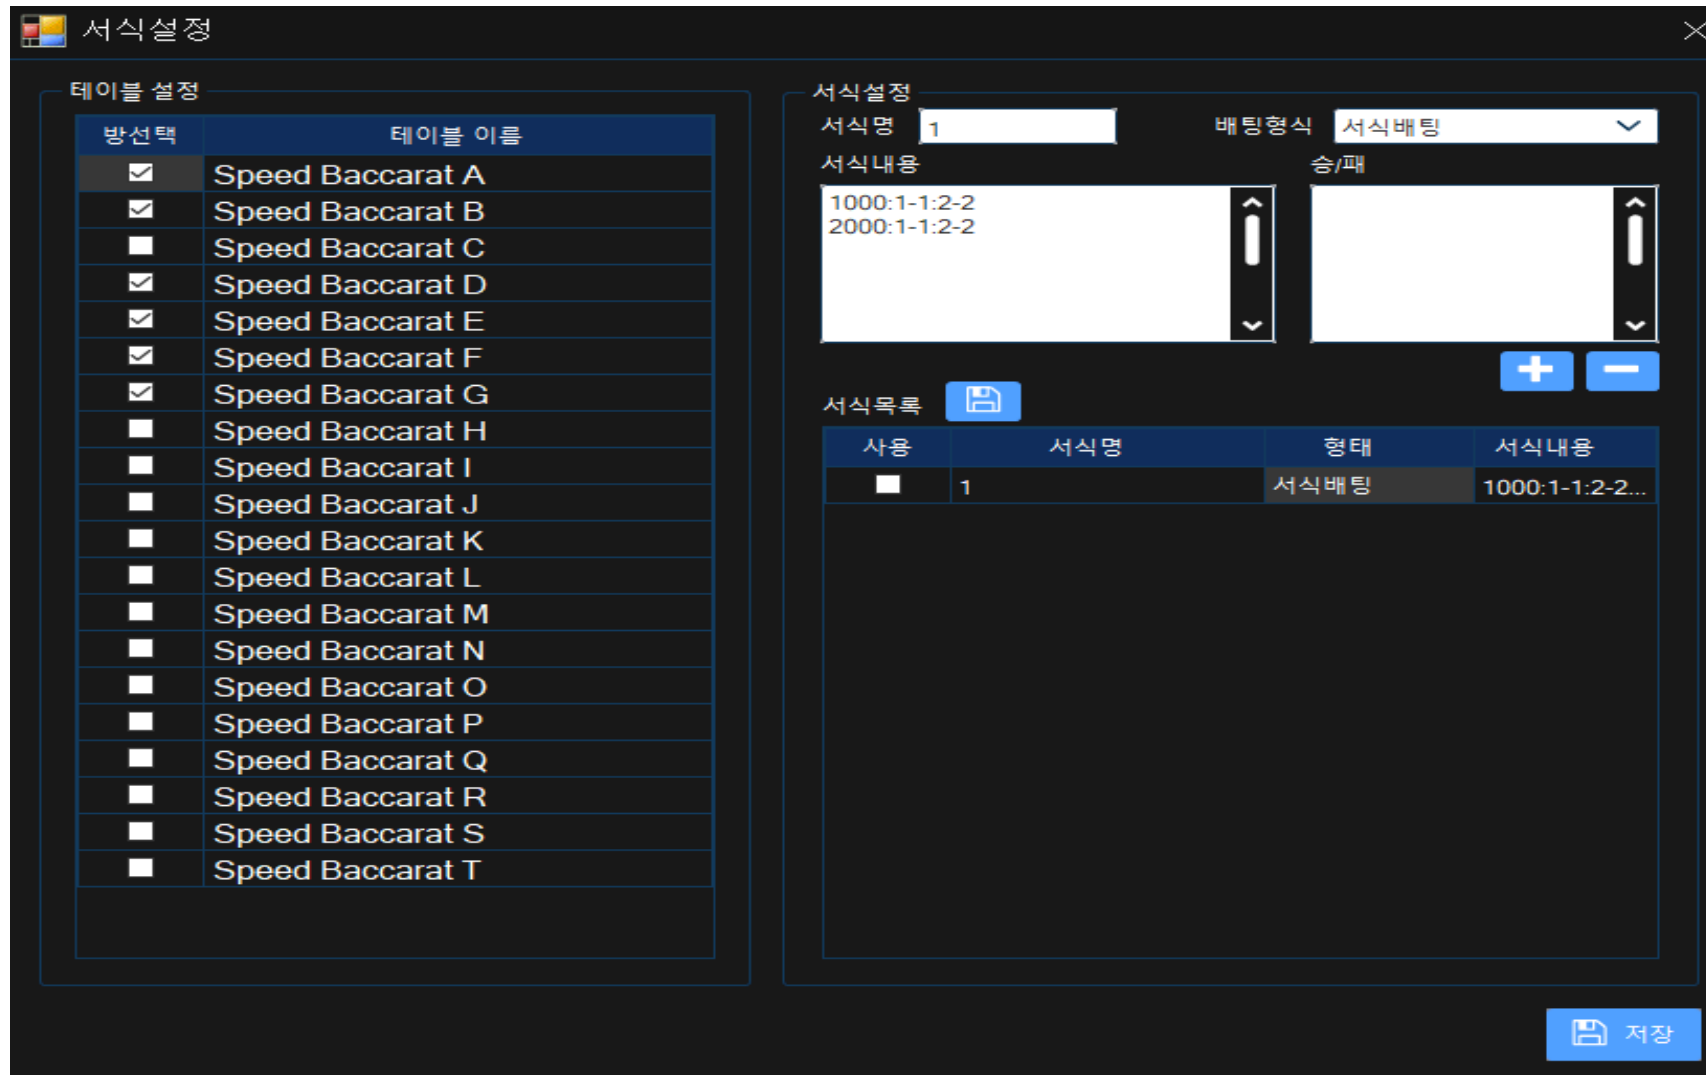 서식설정
테이블 설정
방선택 테이블 이름
Speed Baccarat A
Speed Baccarat B
Speed Baccarat C
Speed Baccarat D
Speed Baccarat E
Speed Baccarat F
Speed Baccarat G
Speed Baccarat H
Speed Baccarat I
Speed Baccarat J
Speed Baccarat K
Speed Baccarat L
Speed Baccarat M
Speed Baccarat N
Speed Baccarat O
Speed Baccarat P
Speed Baccarat Q
Speed Baccarat R
Speed Baccarat S
Speed Baccarat T
서식설정
서식명 1 배팅형식 서식배팅
서식내용 승/패
1000:1-1:2-2
2000:1-1:2-2
서식목록
사용 서식명 형태 서식내용
1 서식배팅 1000:1-1:2-2...
저장